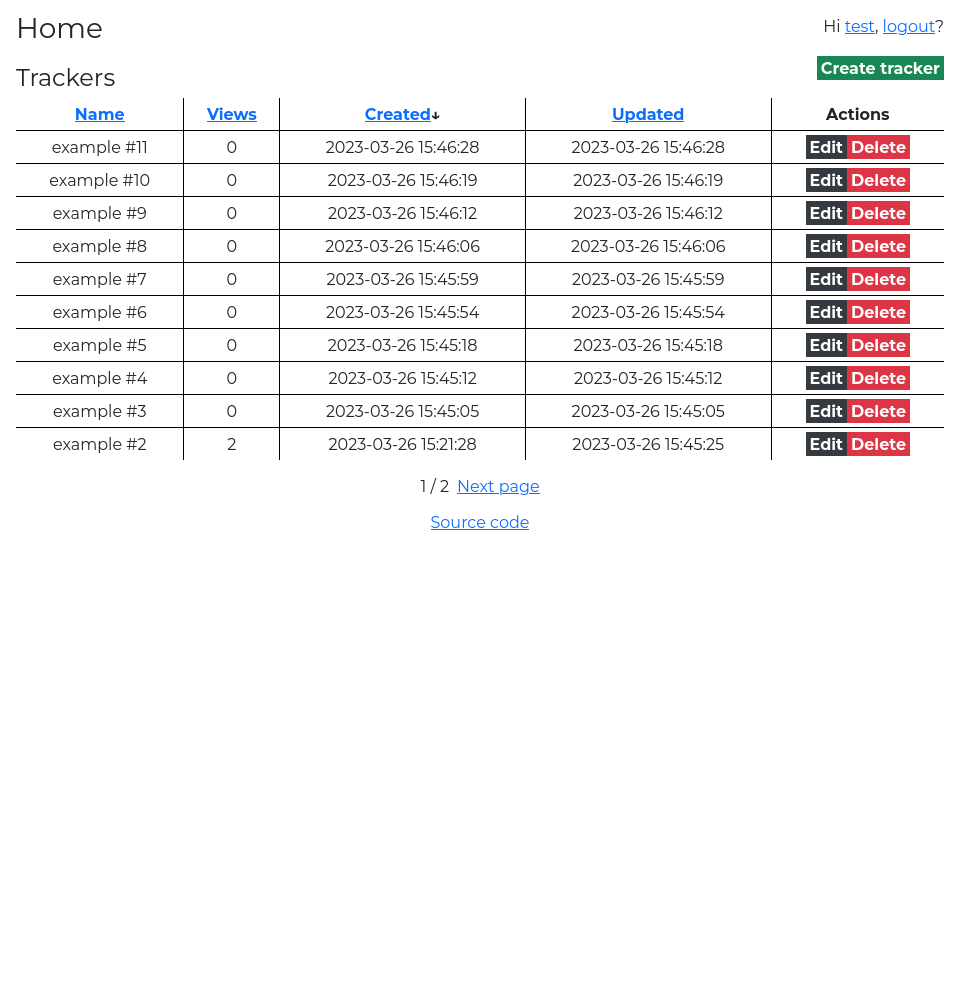 Home
Hi test, logout?
Trackers
Create tracker
Name Views Created↓ Updated Actions
example #11 0 2023-03-26 15:46:28 2023-03-26 15:46:28 Edit Delete
example #10 0 2023-03-26 15:46:19 2023-03-26 15:46:19 Edit Delete
example #9 0 2023-03-26 15:46:12 2023-03-26 15:46:12 Edit Delete
example #8 0 2023-03-26 15:46:06 2023-03-26 15:46:06 Edit Delete
example #7 0 2023-03-26 15:45:59 2023-03-26 15:45:59 Edit Delete
example #6 0 2023-03-26 15:45:54 2023-03-26 15:45:54 Edit Delete
example #5 0 2023-03-26 15:45:18 2023-03-26 15:45:18 Edit Delete
example #4 0 2023-03-26 15:45:12 2023-03-26 15:45:12 Edit Delete
example #3 0 2023-03-26 15:45:05 2023-03-26 15:45:05 Edit Delete
example #2 2 2023-03-26 15:21:28 2023-03-26 15:45:25 Edit Delete
1 / 2 Next page
Source code